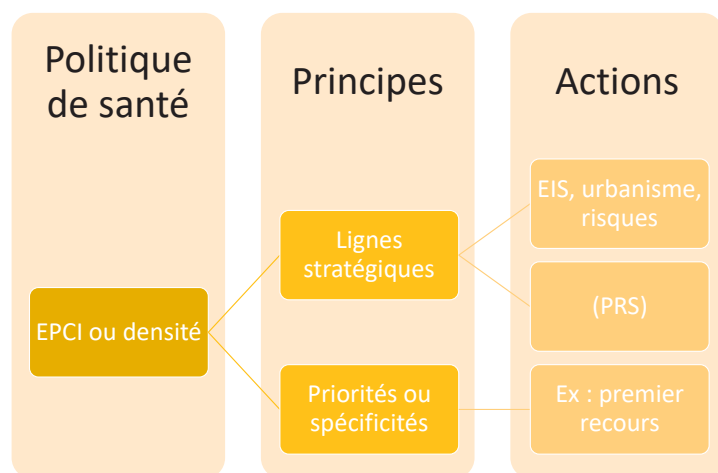 Politique
de santé
Principes
Actions
EPCI ou densité
Lignes
stratégiques
Priorités ou
spécificités
EIS, urbanisme,
risques
(PRS)
Ex : premier
recours